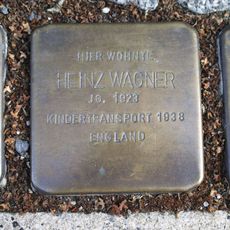 HIER WOHNTE
HEINZ WAGNER
JG. 1923
KINDERTRANSPORT 1938
ENGLAND